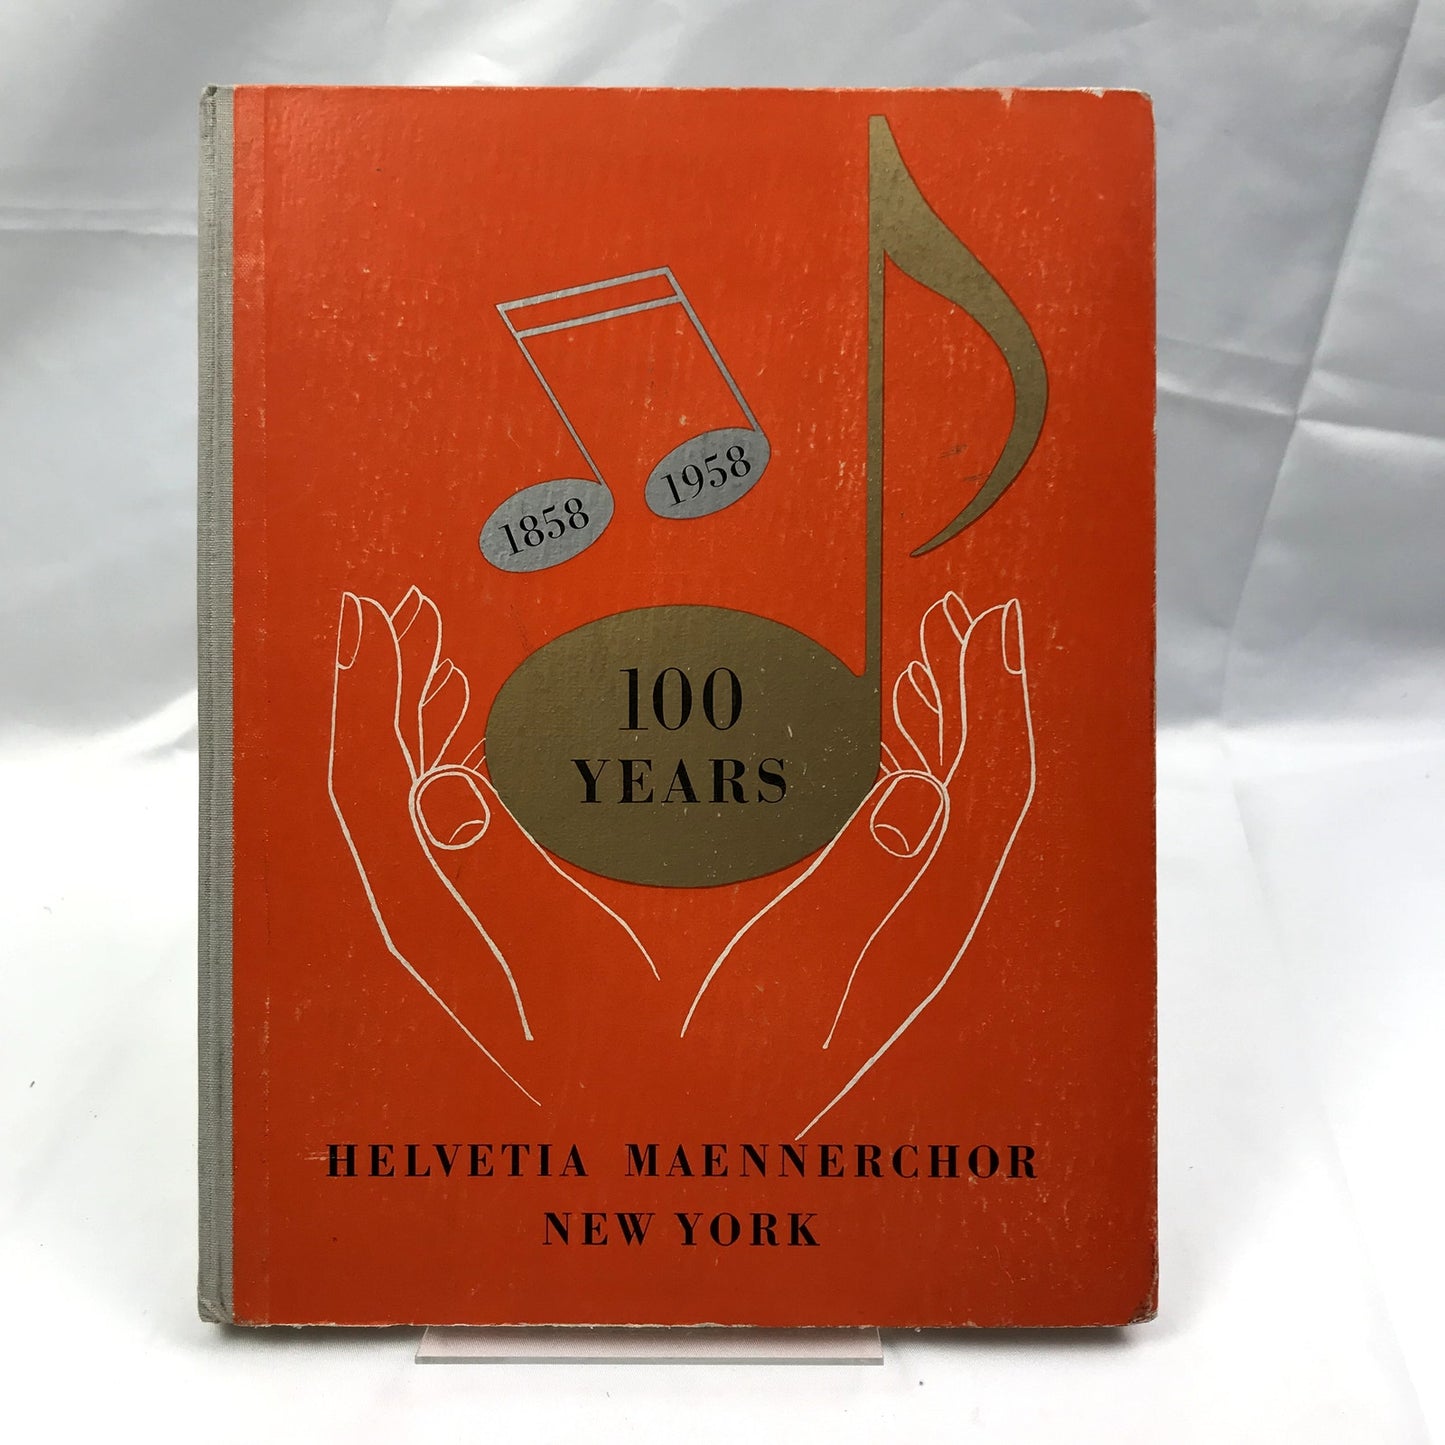 1858
1958
100
YEARS
HELVETIA MAENNERCHOR
NEW YORK